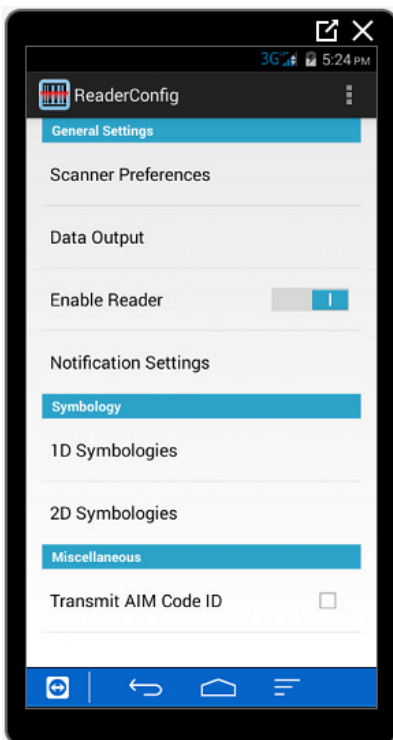 3G 5:24 PM
ReaderConfig
General Settings
Scanner Preferences
Data Output
Enable Reader
Notification Settings
Symbology
1D Symbologies
2D Symbologies
Miscellaneous
Transmit AIM Code ID